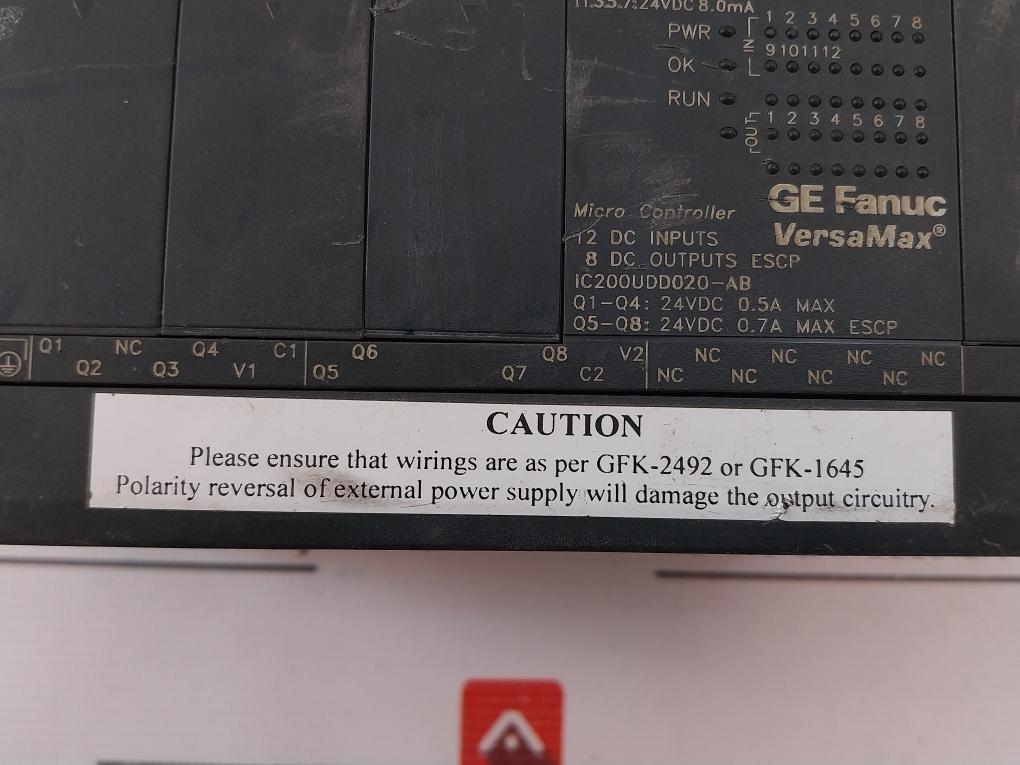 I1.3.5.7:24VDC 8.0mA
PWR
OK
RUN
IN
1 2 3 4 5 6 7 8
9 10 11 12
OUT
1 2 3 4 5 6 7 8
GE Fanuc
VersaMax®
Micro Controller
12 DC INPUTS
8 DC OUTPUTS ESCP
IC200UDD020-AB
Q1-Q4: 24VDC 0.5A MAX
Q5-Q8: 24VDC 0.7A MAX ESCP
Q1 NC Q4 C1 Q6 Q8 V2 NC NC NC NC
Q2 Q3 V1 Q5 Q7 C2 NC NC NC NC
CAUTION
Please ensure that wirings are as per GFK-2492 or GFK-1645
Polarity reversal of external power supply will damage the output circuitry.